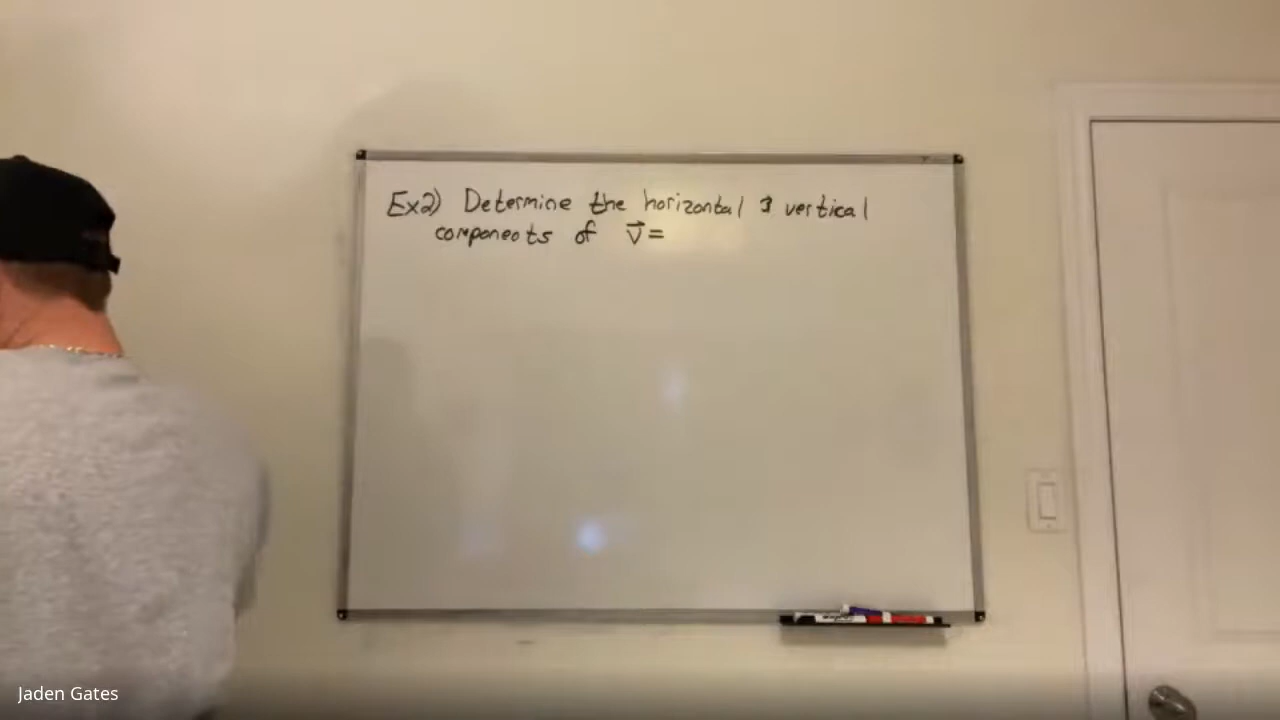 Ex2) Determine the horizontal & vertical
components of v⃗ =
Jaden Gates